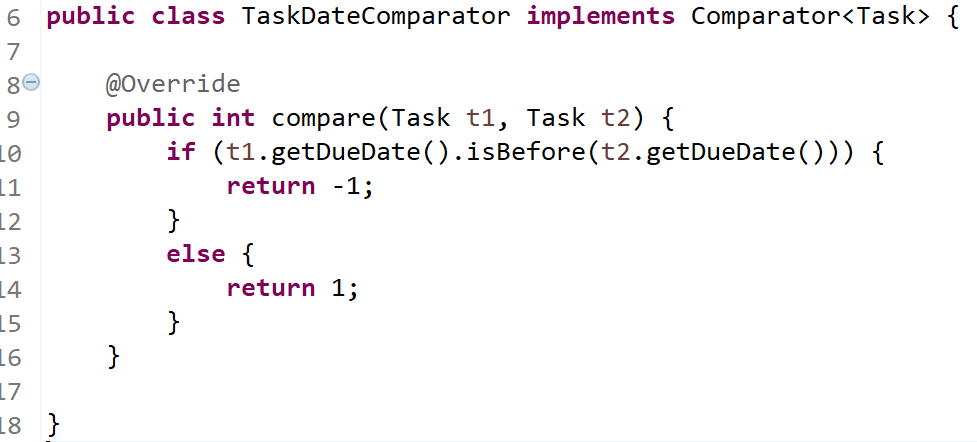 6 public class TaskDateComparator implements Comparator<Task> {
7
8 @Override
9 public int compare(Task t1, Task t2) {
10 if (t1.getDueDate().isBefore(t2.getDueDate())) {
11 return -1;
12 }
13 else {
14 return 1;
15 }
16 }
17
18 }